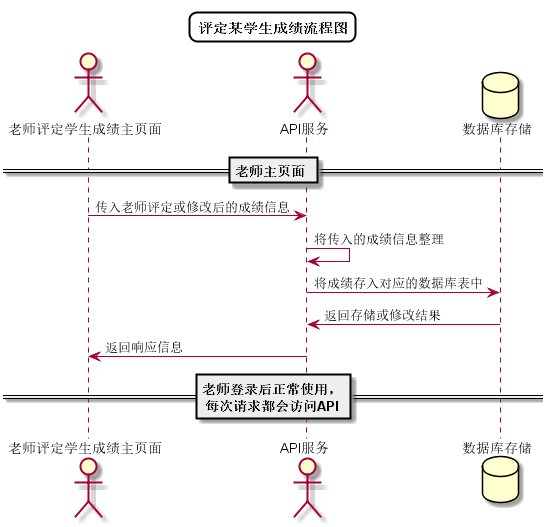 评定某学生成绩流程图
老师评定学生成绩主页面
API服务
数据库存储
老师主页面
传入老师评定或修改后的成绩信息
将传入的成绩信息整理
将成绩存入对应的数据库表中
返回存储或修改结果
返回响应信息
老师登录后正常使用，
每次请求都会访问API
老师评定学生成绩主页面
API服务
数据库存储